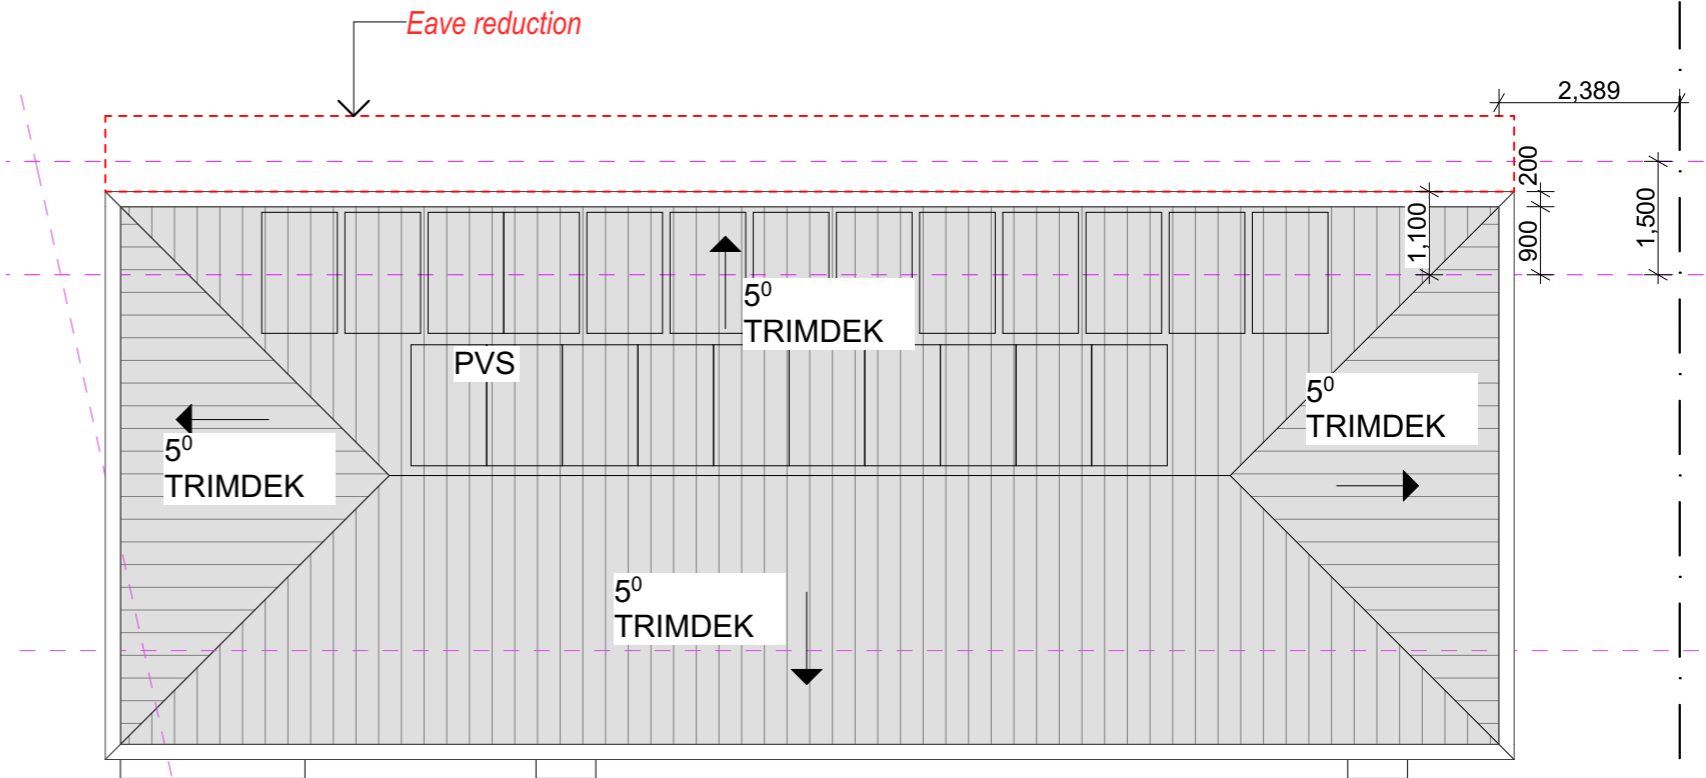 Eave reduction
2,389
200
1,100
900
1,500
5⁰
TRIMDEK
PVS
5⁰
TRIMDEK
5⁰
TRIMDEK
5⁰
TRIMDEK